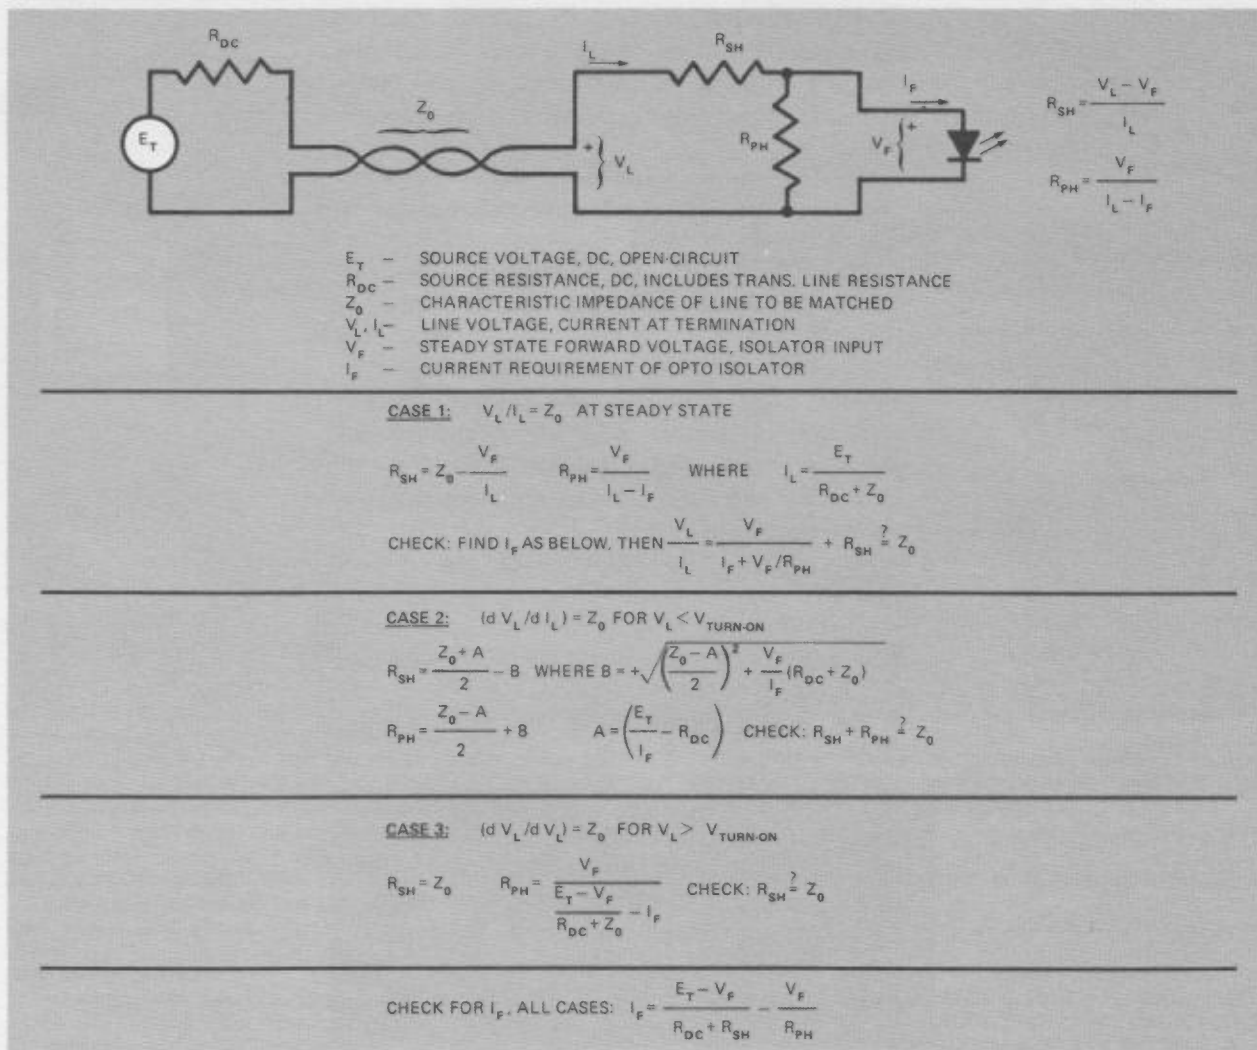 R_DC
E_T
Z_0
i_L
+
V_L
R_SH
R_PH
I_F
V_F
+
R_SH = (V_L – V_F) / I_L
R_PH = V_F / (I_L – I_F)
E_T – SOURCE VOLTAGE, DC, OPEN-CIRCUIT
R_DC – SOURCE RESISTANCE, DC, INCLUDES TRANS. LINE RESISTANCE
Z_0 – CHARACTERISTIC IMPEDANCE OF LINE TO BE MATCHED
V_L, I_L – LINE VOLTAGE, CURRENT AT TERMINATION
V_F – STEADY STATE FORWARD VOLTAGE, ISOLATOR INPUT
I_F – CURRENT REQUIREMENT OF OPTO ISOLATOR
CASE 1: V_L/I_L = Z_0 AT STEADY STATE
R_SH = Z_0 – V_F / I_L R_PH = V_F / (I_L – I_F) WHERE I_L = E_T / (R_DC + Z_0)
CHECK: FIND I_F AS BELOW, THEN V_L / I_L = V_F / (I_F + V_F/R_PH) + R_SH ≟ Z_0
CASE 2: (d V_L/d I_L) = Z_0 FOR V_L < V_TURN-ON
R_SH = (Z_0 + A) / 2 – B WHERE B = +√(((Z_0 – A) / 2)² + V_F / I_F (R_DC + Z_0))
R_PH = (Z_0 – A) / 2 + B A = (E_T / I_F – R_DC) CHECK: R_SH + R_PH ≟ Z_0
CASE 3: (d V_L/d V_L) = Z_0 FOR V_L > V_TURN-ON
R_SH = Z_0 R_PH = V_F / ((E_T – V_F) / (R_DC + Z_0) – I_F) CHECK: R_SH ≟ Z_0
CHECK FOR I_F, ALL CASES: I_F = (E_T – V_F) / (R_DC + R_SH) – V_F / R_PH